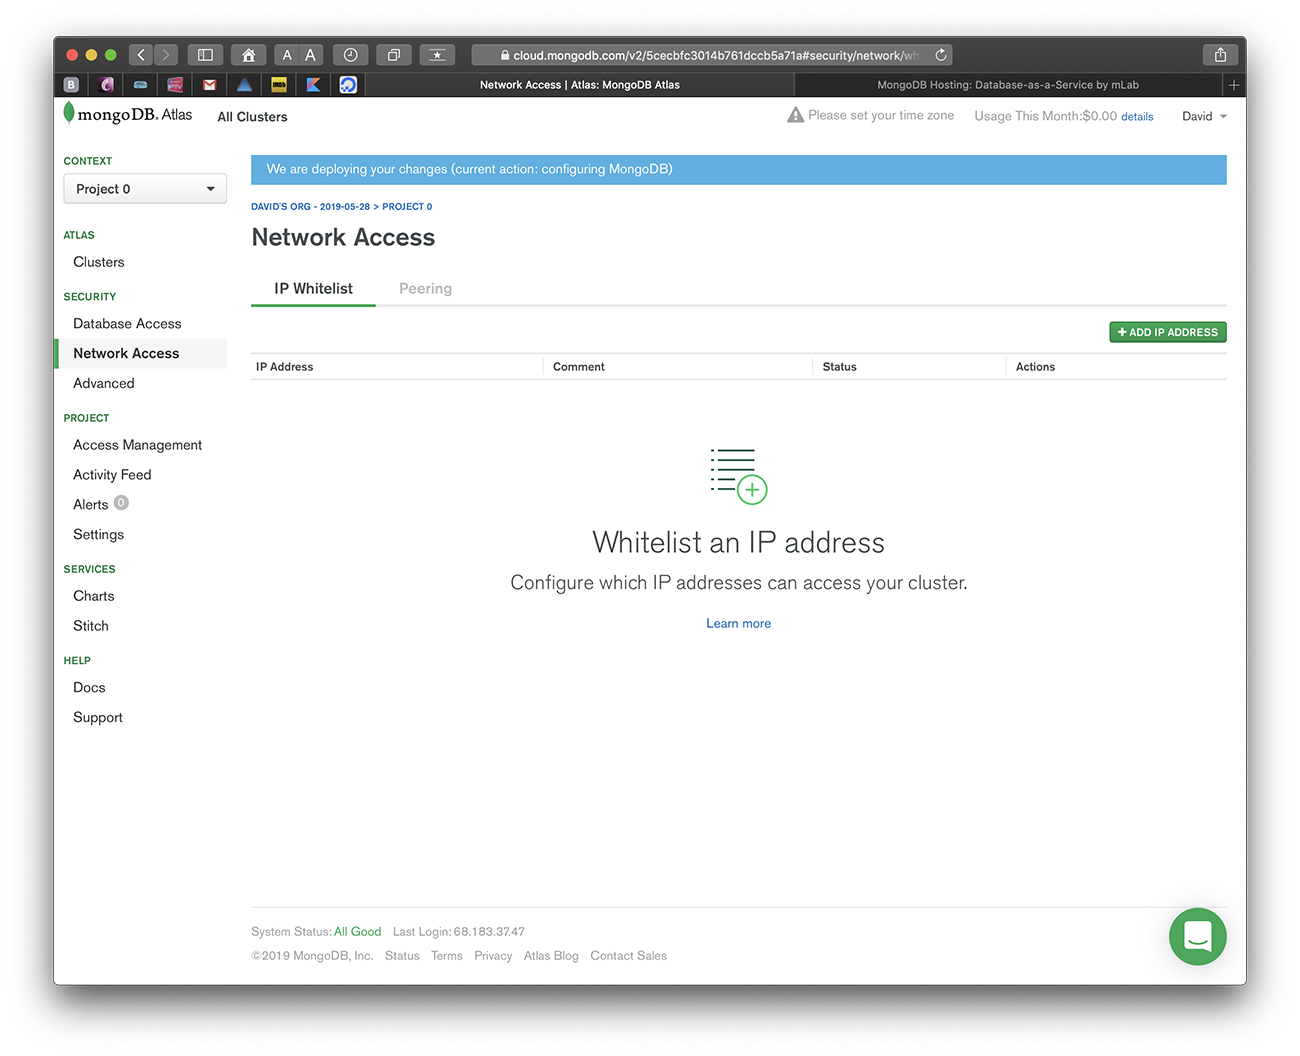 A A
cloud.mongodb.com/v2/5cecbfc3014b761dccb5a71a#security/network/wh
B
IPTV
IMDb
Network Access | Atlas: MongoDB Atlas
MongoDB Hosting: Database-as-a-Service by mLab
mongoDB. Atlas
All Clusters
Please set your time zone
Usage This Month:$0.00 details
David
CONTEXT
Project 0
We are deploying your changes (current action: configuring MongoDB)
DAVID'S ORG - 2019-05-28 > PROJECT 0
Network Access
ATLAS
Clusters
SECURITY
Database Access
Network Access
Advanced
PROJECT
Access Management
Activity Feed
Alerts 0
Settings
SERVICES
Charts
Stitch
HELP
Docs
Support
IP Whitelist
Peering
+ ADD IP ADDRESS
IP Address
Comment
Status
Actions
Whitelist an IP address
Configure which IP addresses can access your cluster.
Learn more
System Status: All Good Last Login: 68.183.37.47
©2019 MongoDB, Inc. Status Terms Privacy Atlas Blog Contact Sales